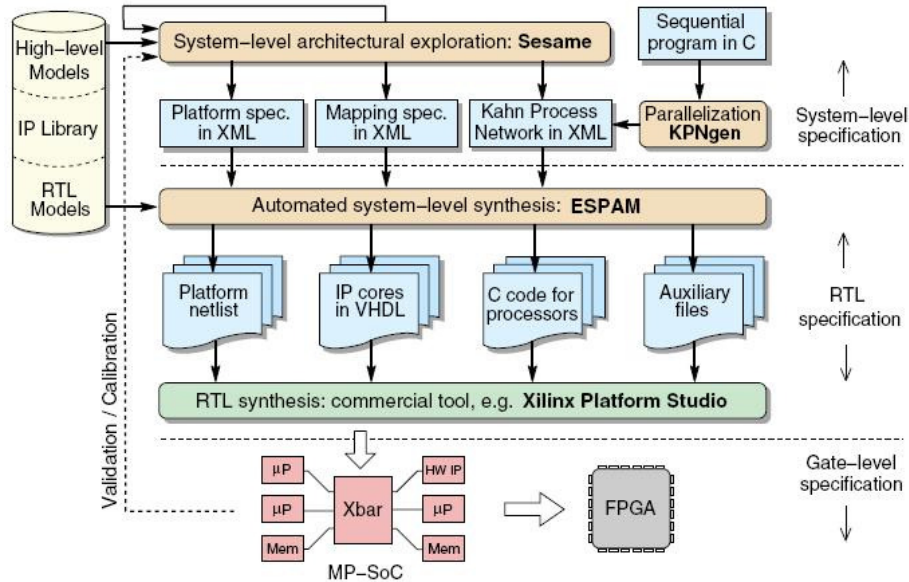 High-level
Models
IP Library
RTL
Models
System-level architectural exploration: Sesame
Sequential
program in C
Platform spec.
in XML
Mapping spec.
in XML
Kahn Process
Network in XML
Parallelization
KPNgen
System-level
specification
Automated system-level synthesis: ESPAM
Platform
netlist
IP cores
in VHDL
C code for
processors
Auxiliary
files
RTL
specification
RTL synthesis: commercial tool, e.g. Xilinx Platform Studio
Validation / Calibration
Gate-level
specification
μP
μP
Mem
Xbar
HW IP
μP
Mem
MP-SoC
FPGA